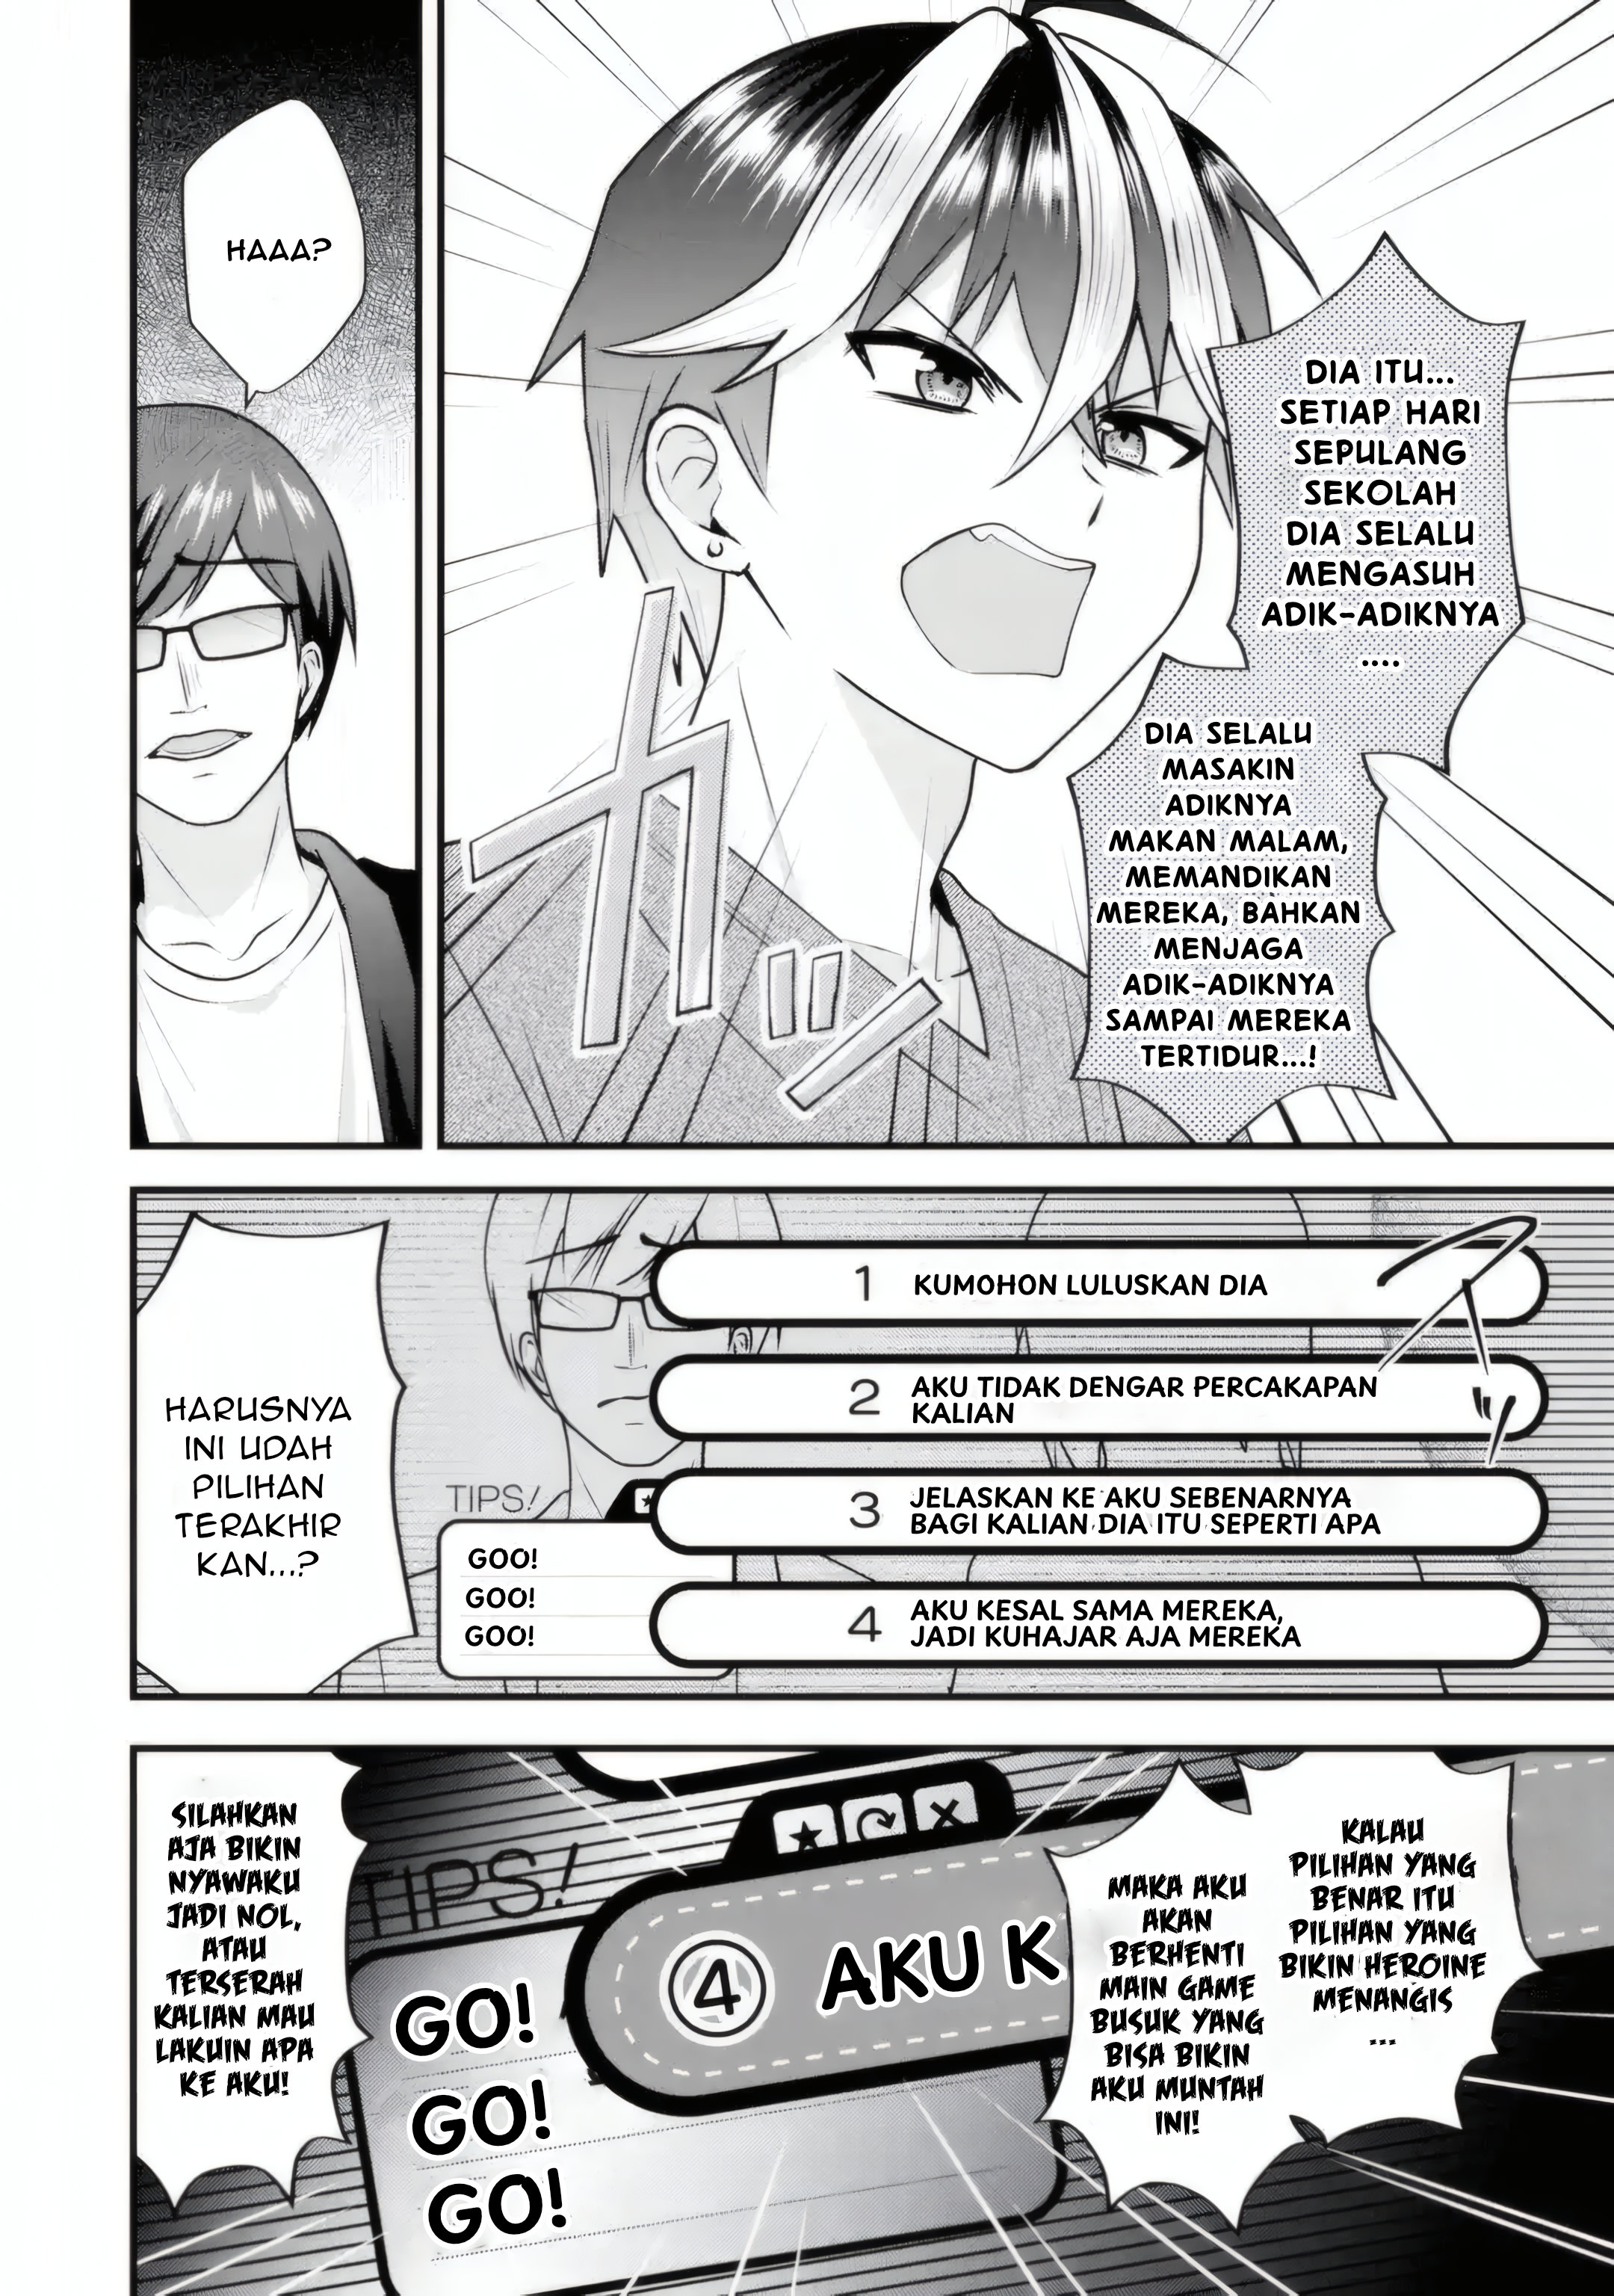 DIA ITU...
SETIAP HARI
SEPULANG
SEKOLAH
DIA SELALU
MENGASUH
ADIK-ADIKNYA
....
DIA SELALU
MASAKIN
ADIKNYA
MAKAN MALAM,
MEMANDIKAN
MEREKA, BAHKAN
MENJAGA
ADIK-ADIKNYA
SAMPAI MEREKA
TERTIDUR...!
ガッ
HAAA?
1 KUMOHON LULUSKAN DIA
2 AKU TIDAK DENGAR PERCAKAPAN
KALIAN
3 JELASKAN KE AKU SEBENARNYA
BAGI KALIAN DIA ITU SEPERTI APA
4 AKU KESAL SAMA MEREKA,
JADI KUHAJAR AJA MEREKA
TIPS!
GOO!
GOO!
GOO!
HARUSNYA
INI UDAH
PILIHAN
TERAKHIR
KAN...?
KALAU
PILIHAN YANG
BENAR ITU
PILIHAN YANG
BIKIN HEROINE
MENANGIS
...
MAKA AKU
AKAN
BERHENTI
MAIN GAME
BUSUK YANG
BISA BIKIN
AKU MUNTAH
INI!
TIPS!
④ AKU K
GO!
GO!
GO!
SILAHKAN
AJA BIKIN
NYAWAKU
JADI NOL,
ATAU
TERSERAH
KALIAN MAU
LAKUIN APA
KE AKU!